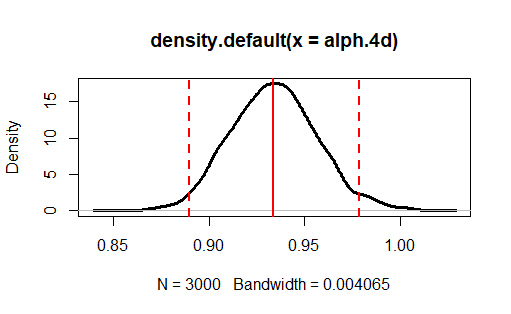 density.default(x = alph.4d)
Density
15
10
5
0
0.85 0.90 0.95 1.00
N = 3000 Bandwidth = 0.004065